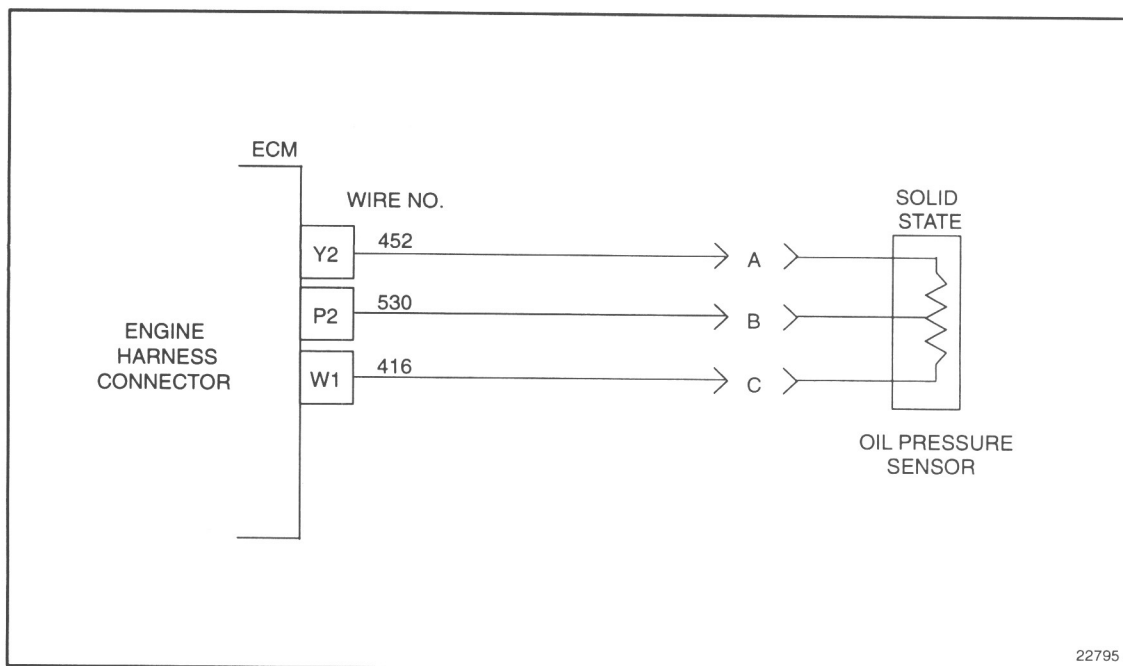 ECM
WIRE NO.
SOLID
STATE
Y2 452 A
P2 530 B
W1 416 C
ENGINE
HARNESS
CONNECTOR
OIL PRESSURE
SENSOR
22795